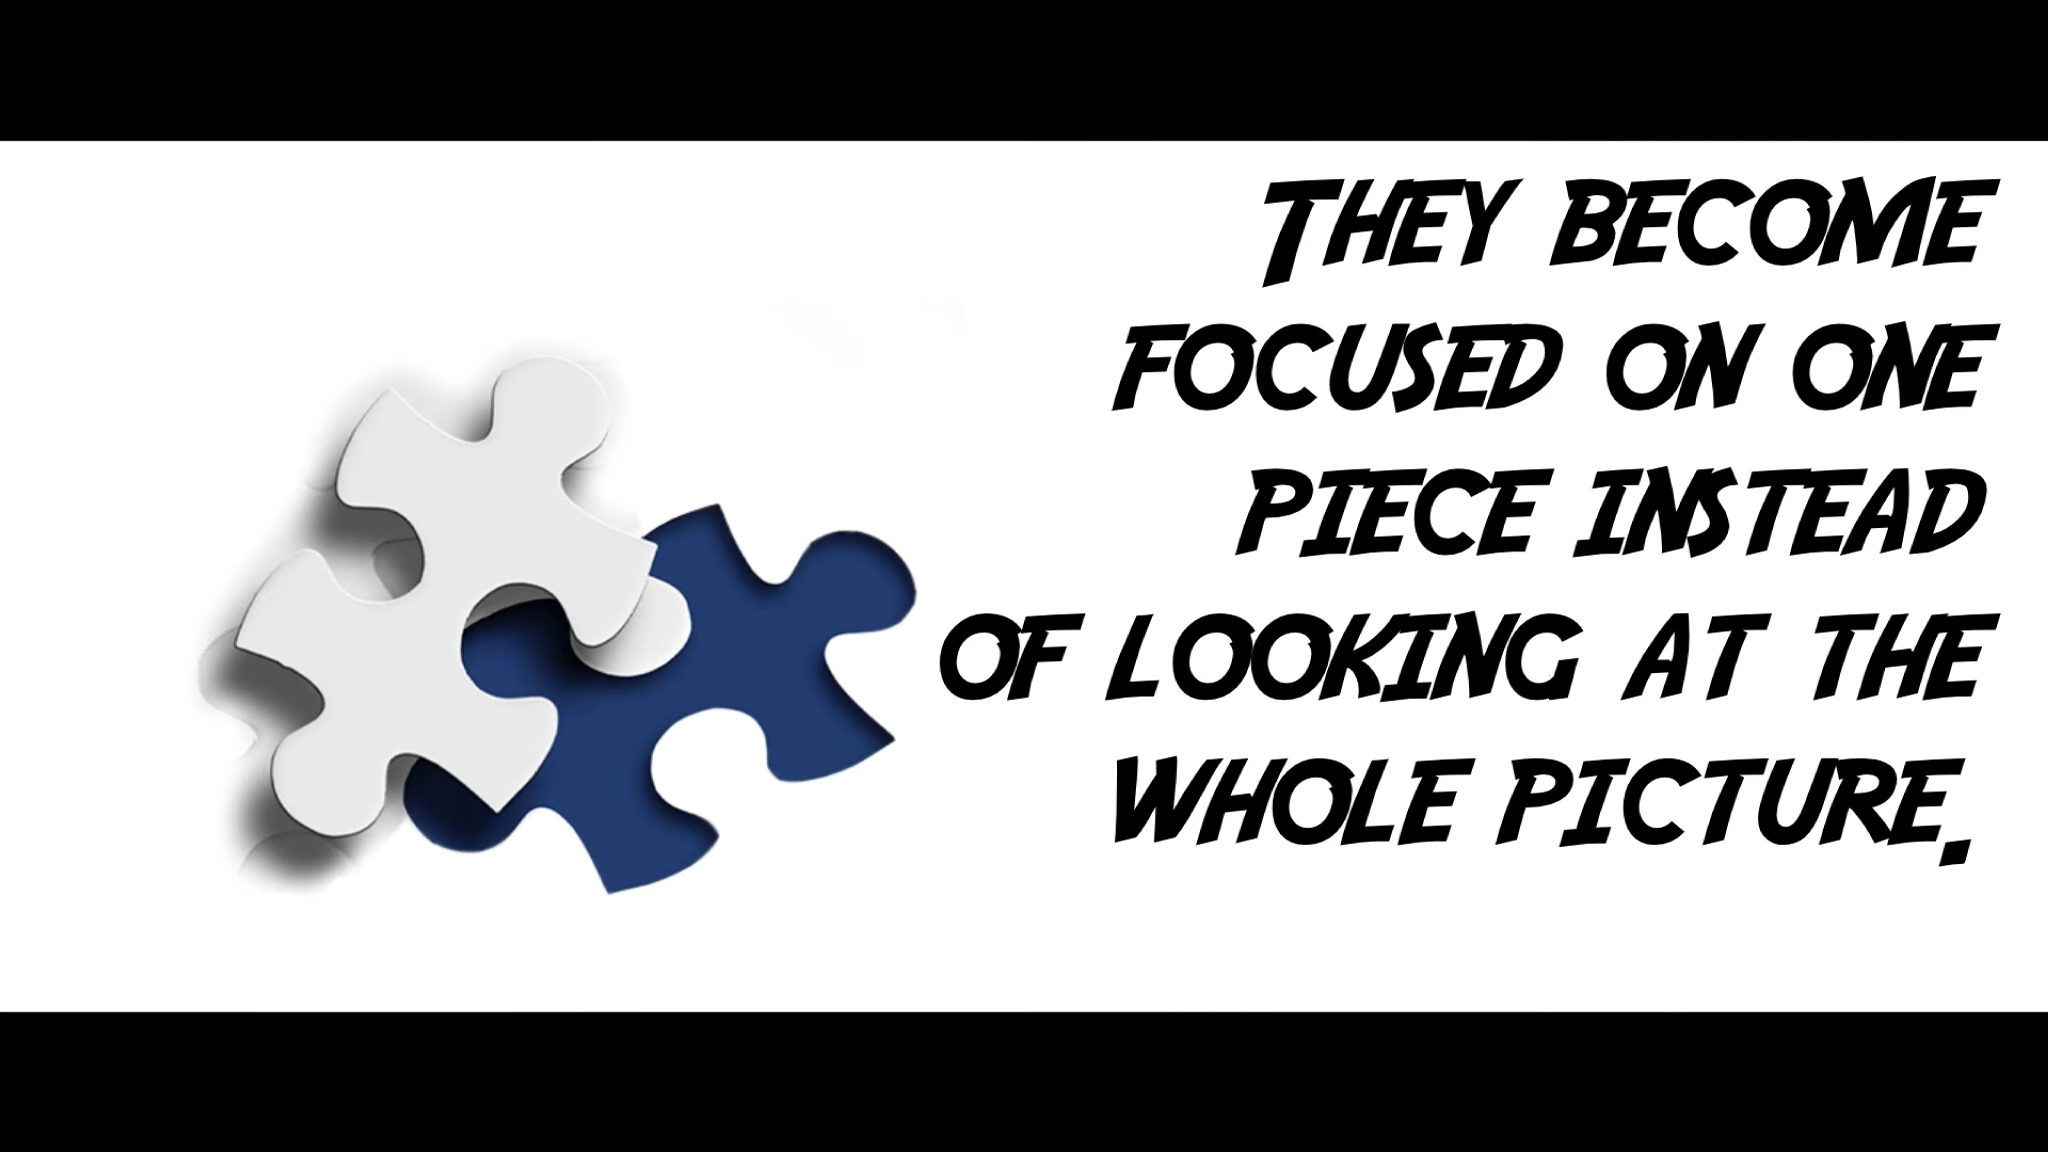 They become
focused on one
piece instead
of looking at the
whole picture.